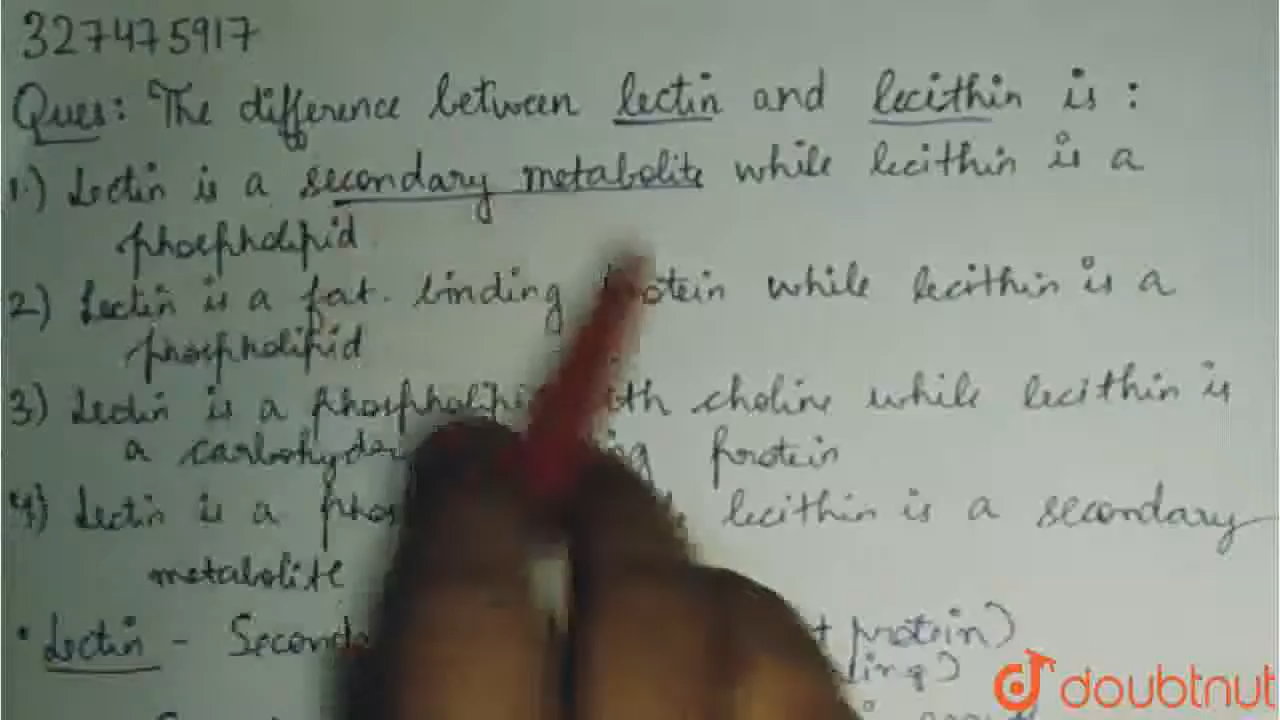 327475917
Ques: The difference between lectin and lecithin is :
1.) Lectin is a secondary metabolite while lecithin is a
phospholipid
2) Lectin is a fat. binding protein while lecithin is a
phospholipid
3) Lectin is a phospholipid with choline while lecithin is
a protein
4) Lectin is a lecithin is a secondary
metabolite
• Lectin - protein)
doubtnut